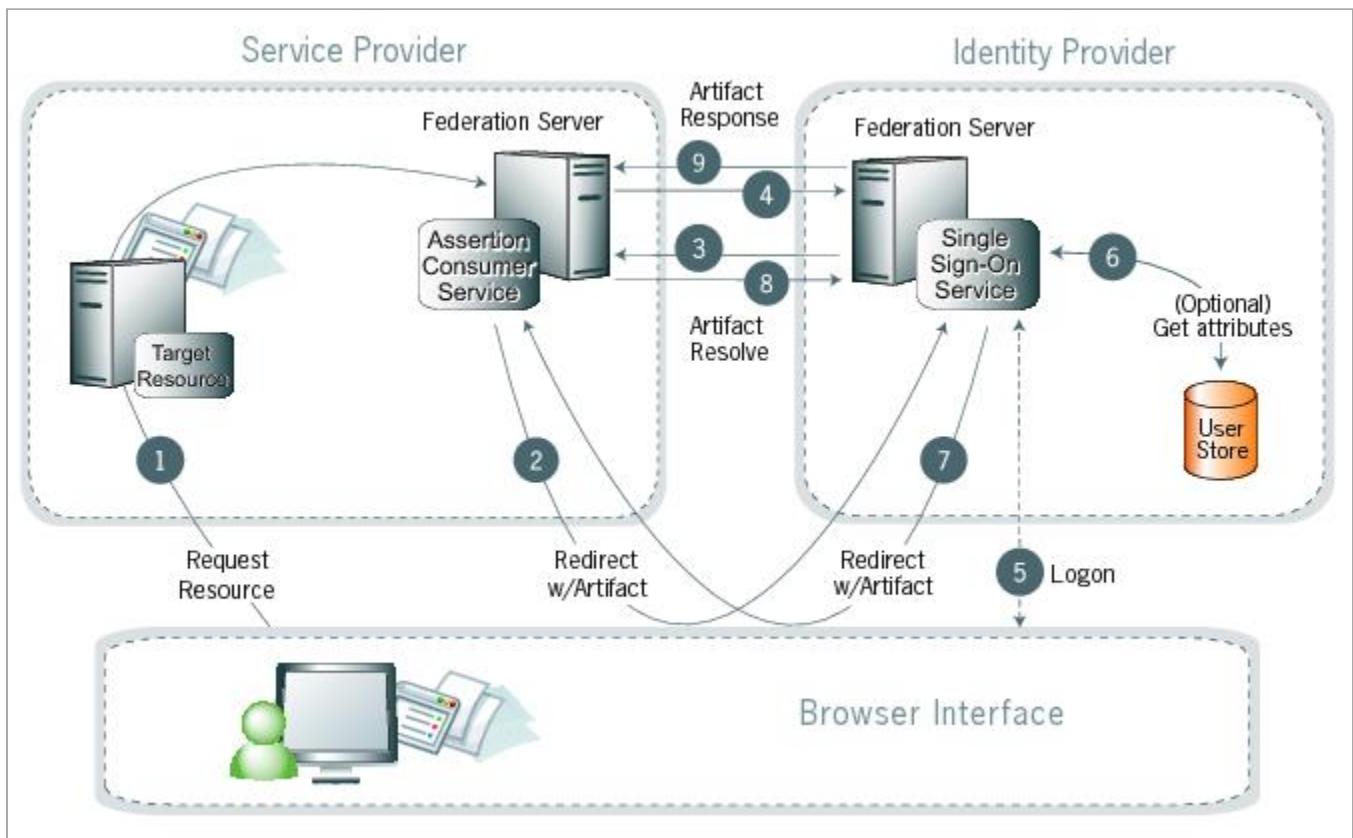 Service Provider
Identity Provider
Federation Server
Artifact
Response
Federation Server
9
4
3
8
Assertion
Consumer
Service
Single
Sign-On
Service
6
(Optional)
Get attributes
Artifact
Resolve
Target
Resource
User
Store
1
2
7
Request
Resource
Redirect
w/Artifact
Redirect
w/Artifact
5
Logon
Browser Interface